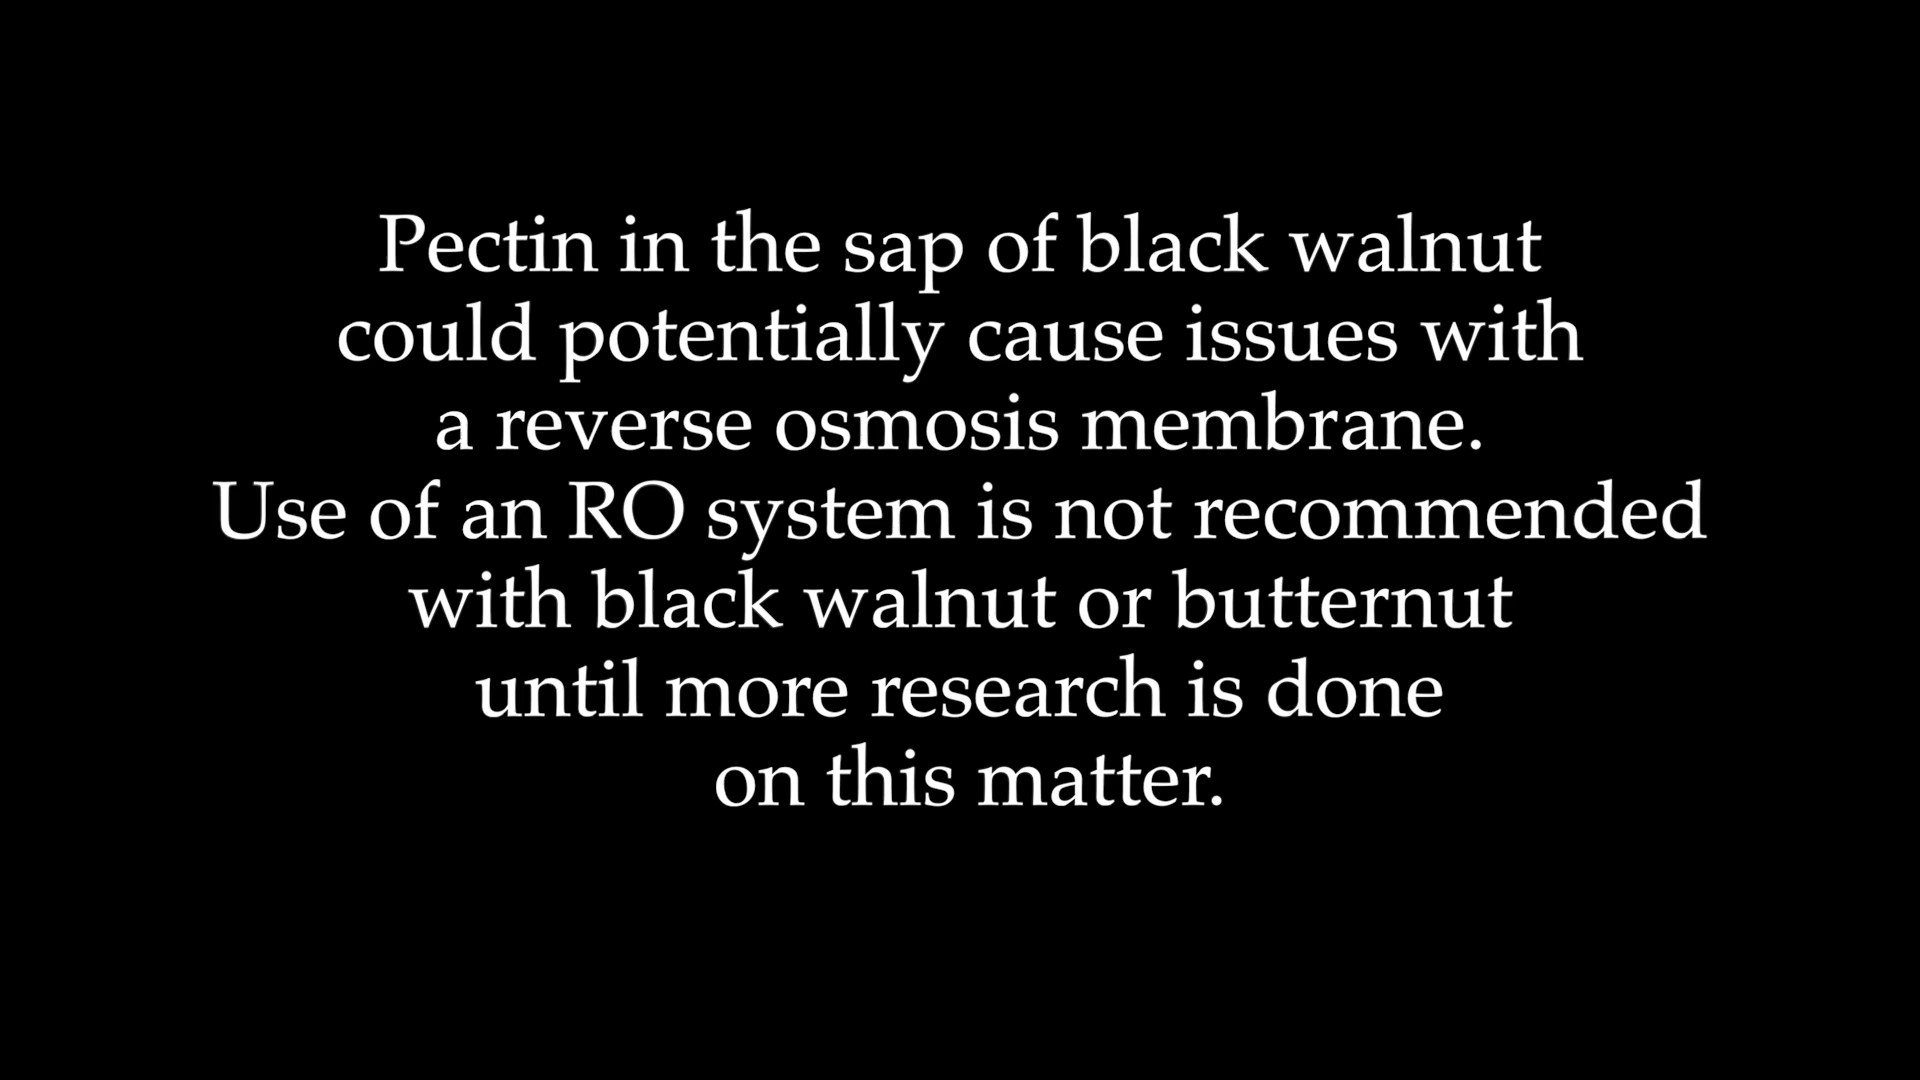 Pectin in the sap of black walnut
could potentially cause issues with
a reverse osmosis membrane.
Use of an RO system is not recommended
with black walnut or butternut
until more research is done
on this matter.